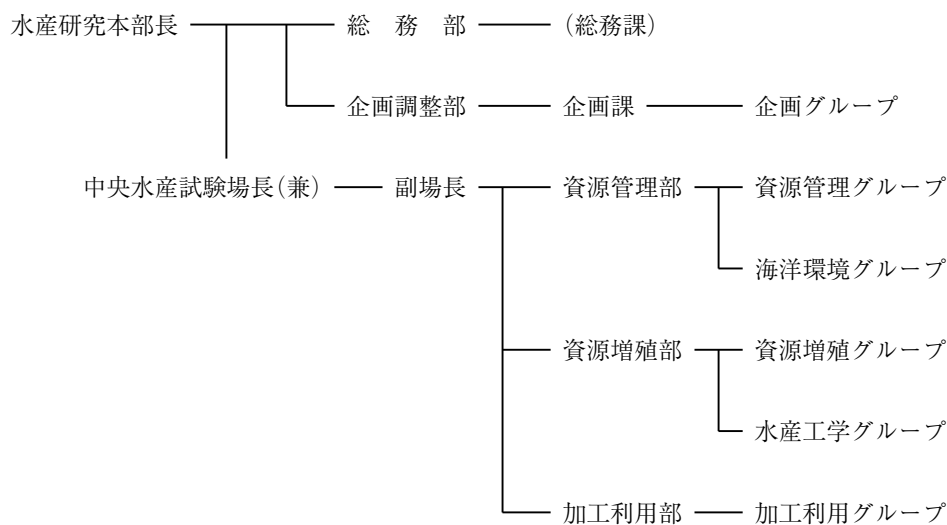 水産研究本部長 総務部 (総務課)
企画調整部 企画課 企画グループ
中央水産試験場長(兼) 副場長 資源管理部 資源管理グループ
海洋環境グループ
資源増殖部 資源増殖グループ
水産工学グループ
加工利用部 加工利用グループ